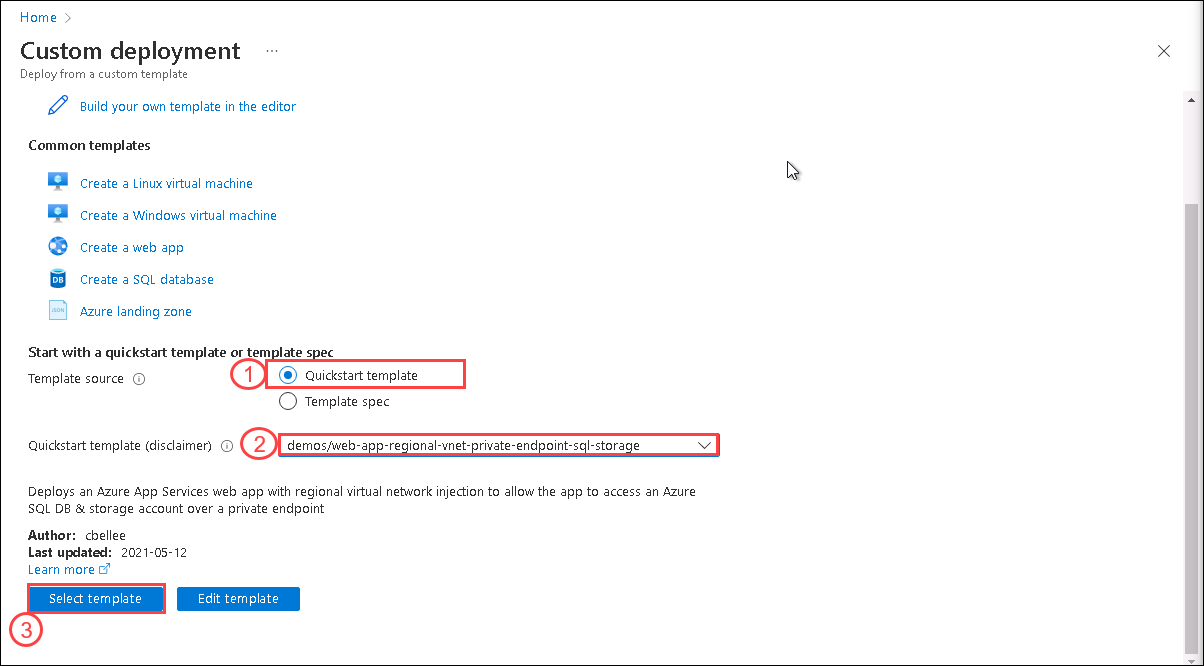 Home
Custom deployment ...
Deploy from a custom template
Build your own template in the editor
Common templates
Create a Linux virtual machine
Create a Windows virtual machine
Create a web app
DB Create a SQL database
JSON Azure landing zone
Start with a quickstart template or template spec
Template source 1 Quickstart template
Template spec
Quickstart template (disclaimer) 2 demos/web-app-regional-vnet-private-endpoint-sql-storage
Deploys an Azure App Services web app with regional virtual network injection to allow the app to access an Azure
SQL DB & storage account over a private endpoint
Author: cbellee
Last updated: 2021-05-12
Learn more
Select template Edit template
3